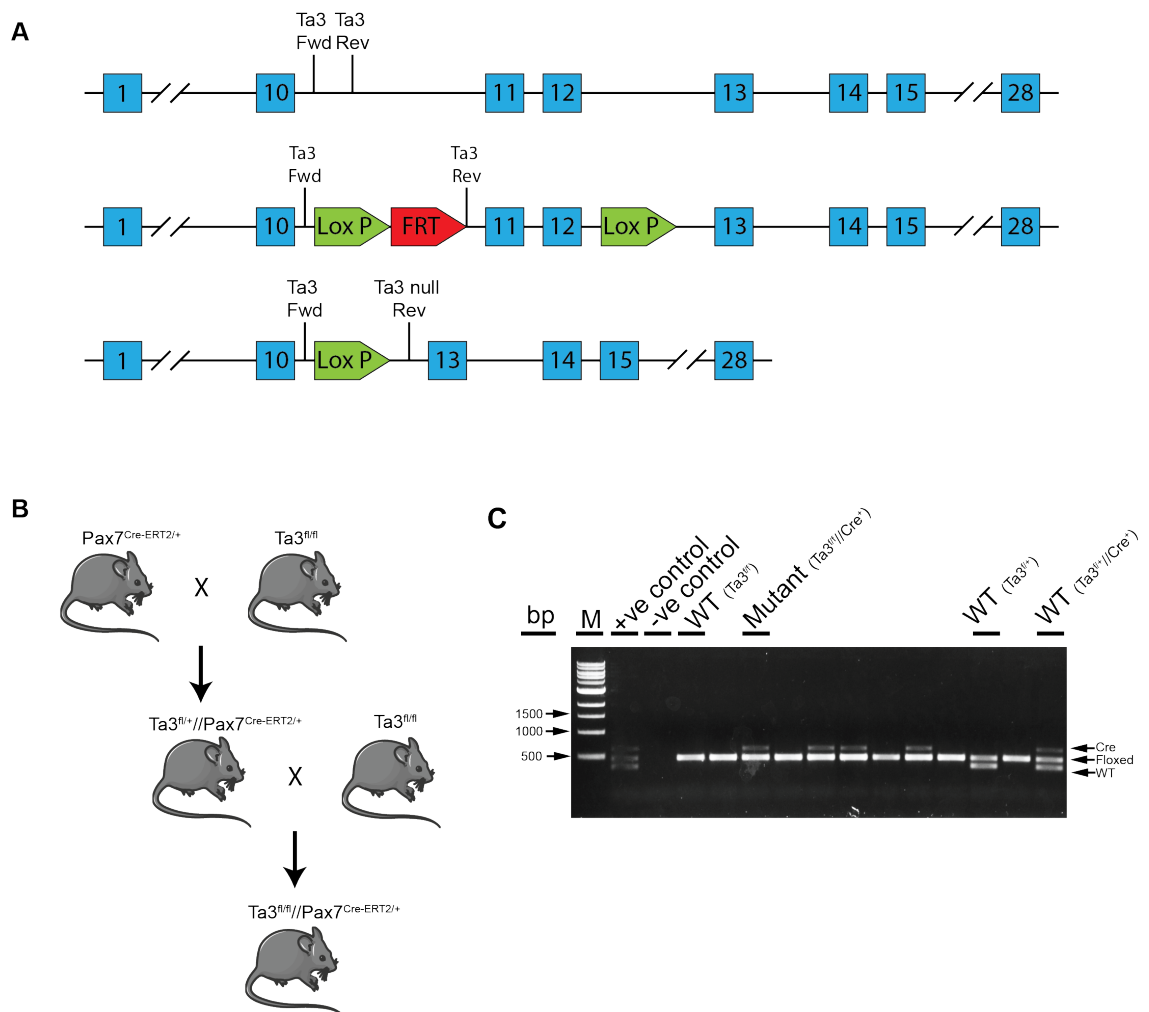 A
Ta3 Ta3
Fwd Rev
1 10 11 12 13 14 15 28
Ta3 Ta3
Fwd Rev
1 10 Lox P FRT 11 12 Lox P 13 14 15 28
Ta3 Ta3 null
Fwd Rev
1 10 Lox P 13 14 15 28
B
Pax7Cre-ERT2/+ Ta3fl/fl
X
Ta3fl/+//Pax7Cre-ERT2/+ Ta3fl/fl
X
Ta3fl/fl//Pax7Cre-ERT2/+
C
bp
M
+ve control
-ve control
WT (Ta3f/f)
Mutant (Ta3f/f//Cre+)
WT (Ta3f/+)
WT (Ta3f/+//Cre+)
1500
1000
500
Cre
Floxed
WT